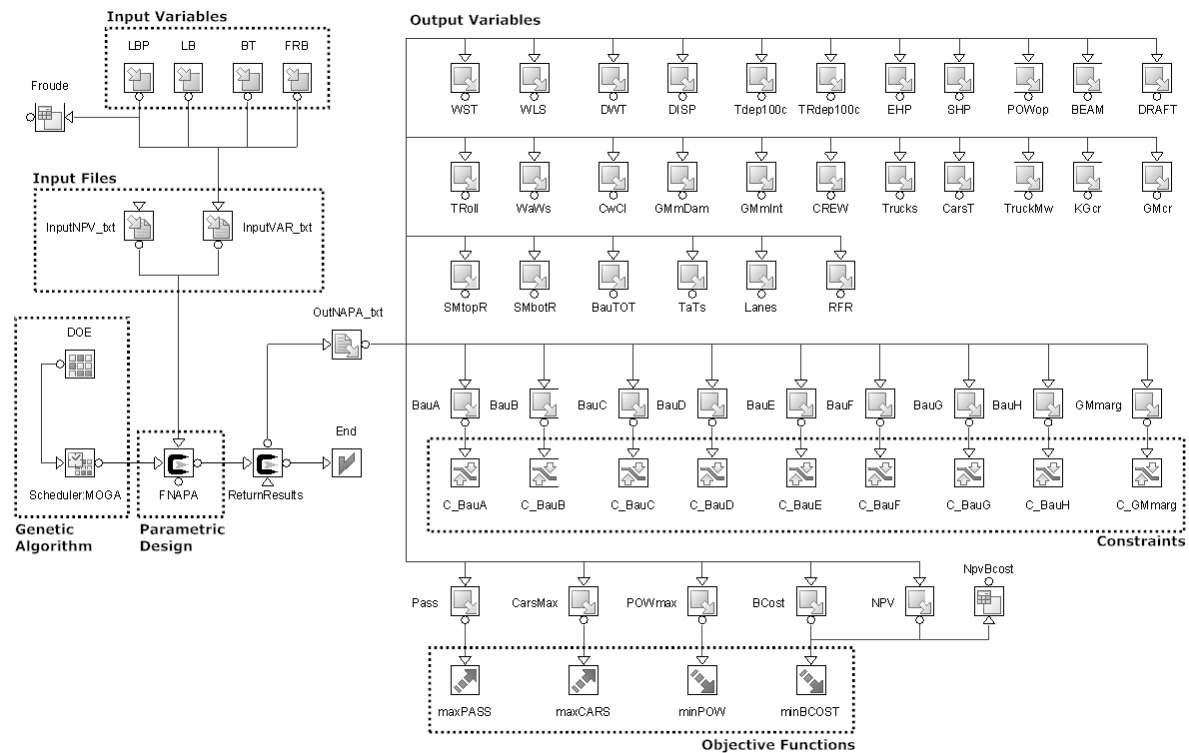 Input Variables
LBP LB BT FRB
Froude
Input Files
InputNPV_txt InputVAR_txt
DOE
Scheduler:MOGA
Genetic
Algorithm
FNAPA
Parametric
Design
ReturnResults
End
OutNAPA_txt
Output Variables
WST WLS DWT DISP Tdep100c TRdep100c EHP SHP POWop BEAM DRAFT
TRoll WaWs CwCl GMmDam GMmInt CREW Trucks CarsT TruckMw KGcr GMcr
SMtopR SMbotR BauTOT TaTs Lanes RFR
BauA BauB BauC BauD BauE BauF BauG BauH GMmarg
C_BauA C_BauB C_BauC C_BauD C_BauE C_BauF C_BauG C_BauH C_GMmarg
Constraints
Pass CarsMax POWmax BCost NPV NpvBcost
maxPASS maxCARS minPOW minBCOST
Objective Functions